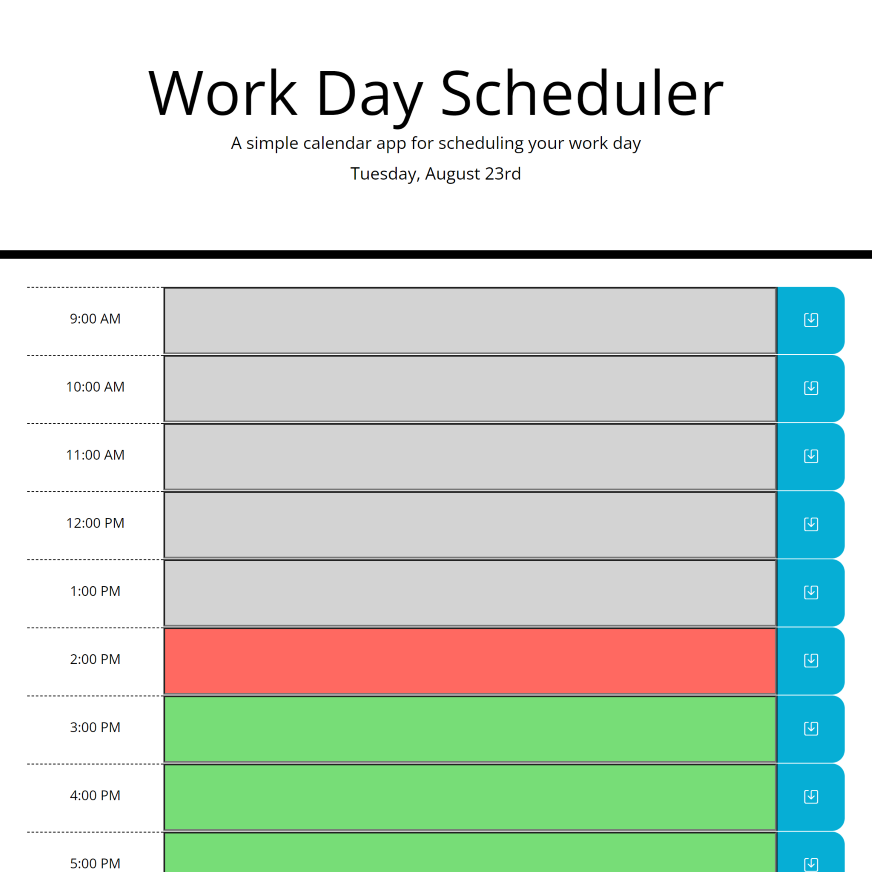 Work Day Scheduler
A simple calendar app for scheduling your work day
Tuesday, August 23rd
9:00 AM
10:00 AM
11:00 AM
12:00 PM
1:00 PM
2:00 PM
3:00 PM
4:00 PM
5:00 PM